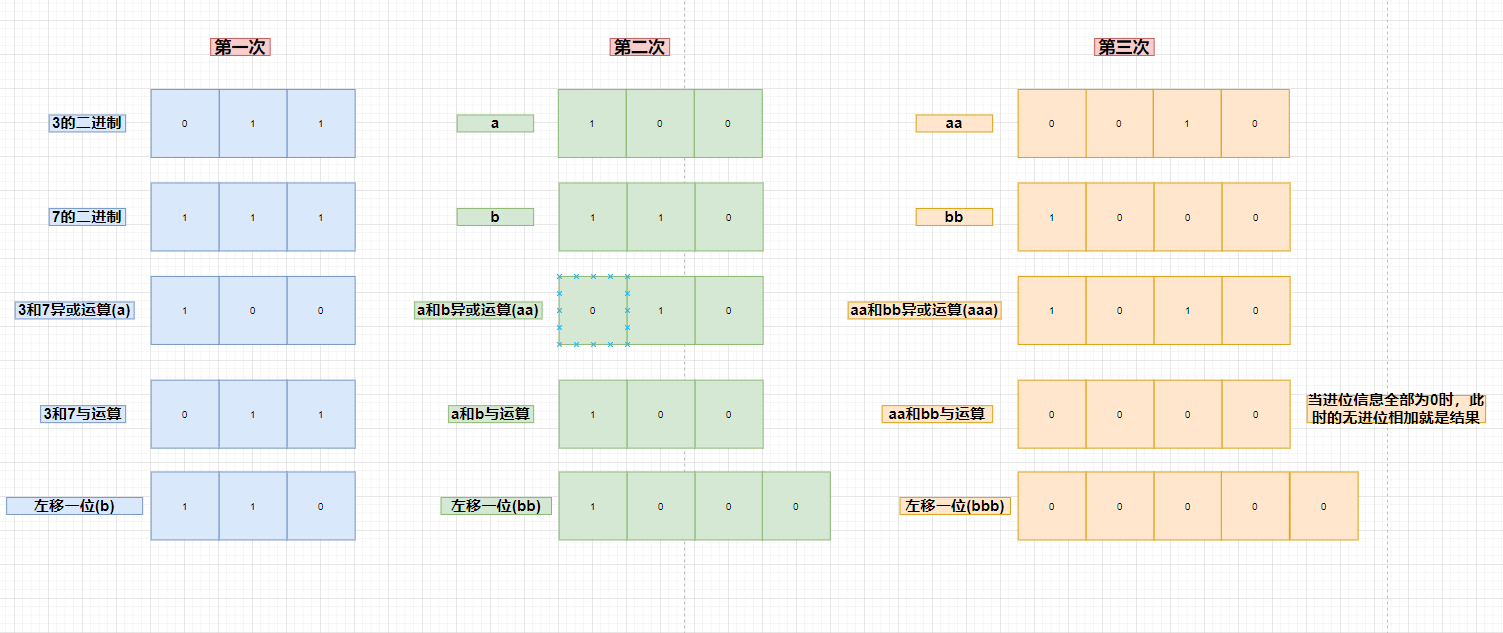 第一次
第二次
第三次
3的二进制
0 1 1
a
1 0 0
aa
0 0 1 0
7的二进制
1 1 1
b
1 1 0
bb
1 0 0 0
3和7异或运算(a)
1 0 0
a和b异或运算(aa)
0 1 0
aa和bb异或运算(aaa)
1 0 1 0
3和7与运算
0 1 1
a和b与运算
1 0 0
aa和bb与运算
0 0 0 0
当进位信息全部为0时，此
时的无进位相加就是结果
左移一位(b)
1 1 0
左移一位(bb)
1 0 0 0
左移一位(bbb)
0 0 0 0 0